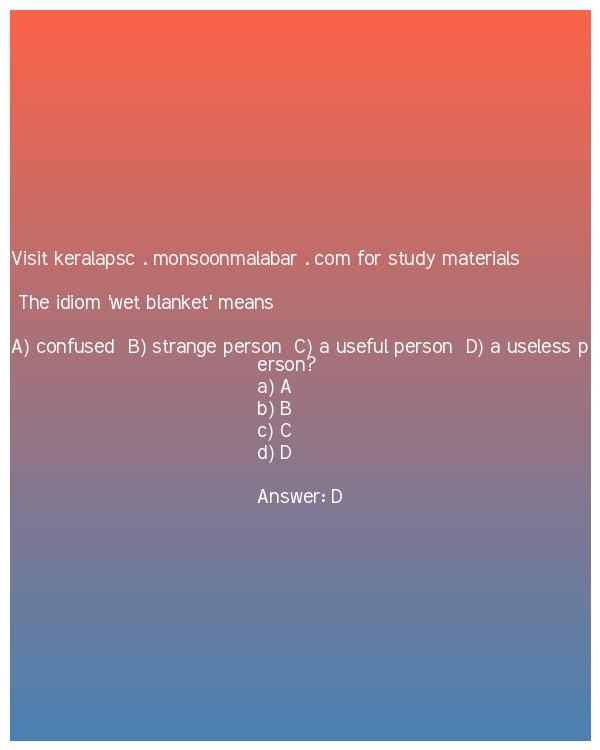 Visit keralapsc . monsoonmalabar . com for study materials
The idiom 'wet blanket' means
A) confused  B) strange person  C) a useful person  D) a useless p
erson?
a) A
b) B
c) C
d) D
Answer: D